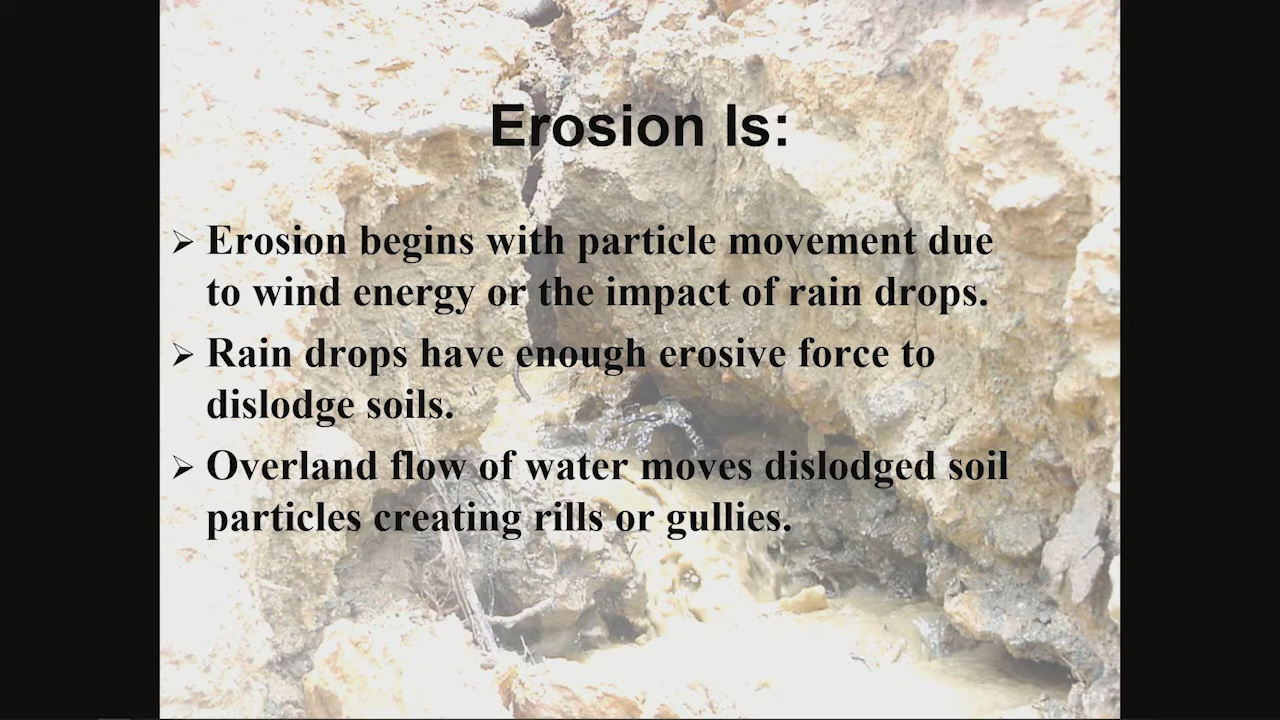 Erosion Is:
➢ Erosion begins with particle movement due
to wind energy or the impact of rain drops.
➢ Rain drops have enough erosive force to
dislodge soils.
➢ Overland flow of water moves dislodged soil
particles creating rills or gullies.